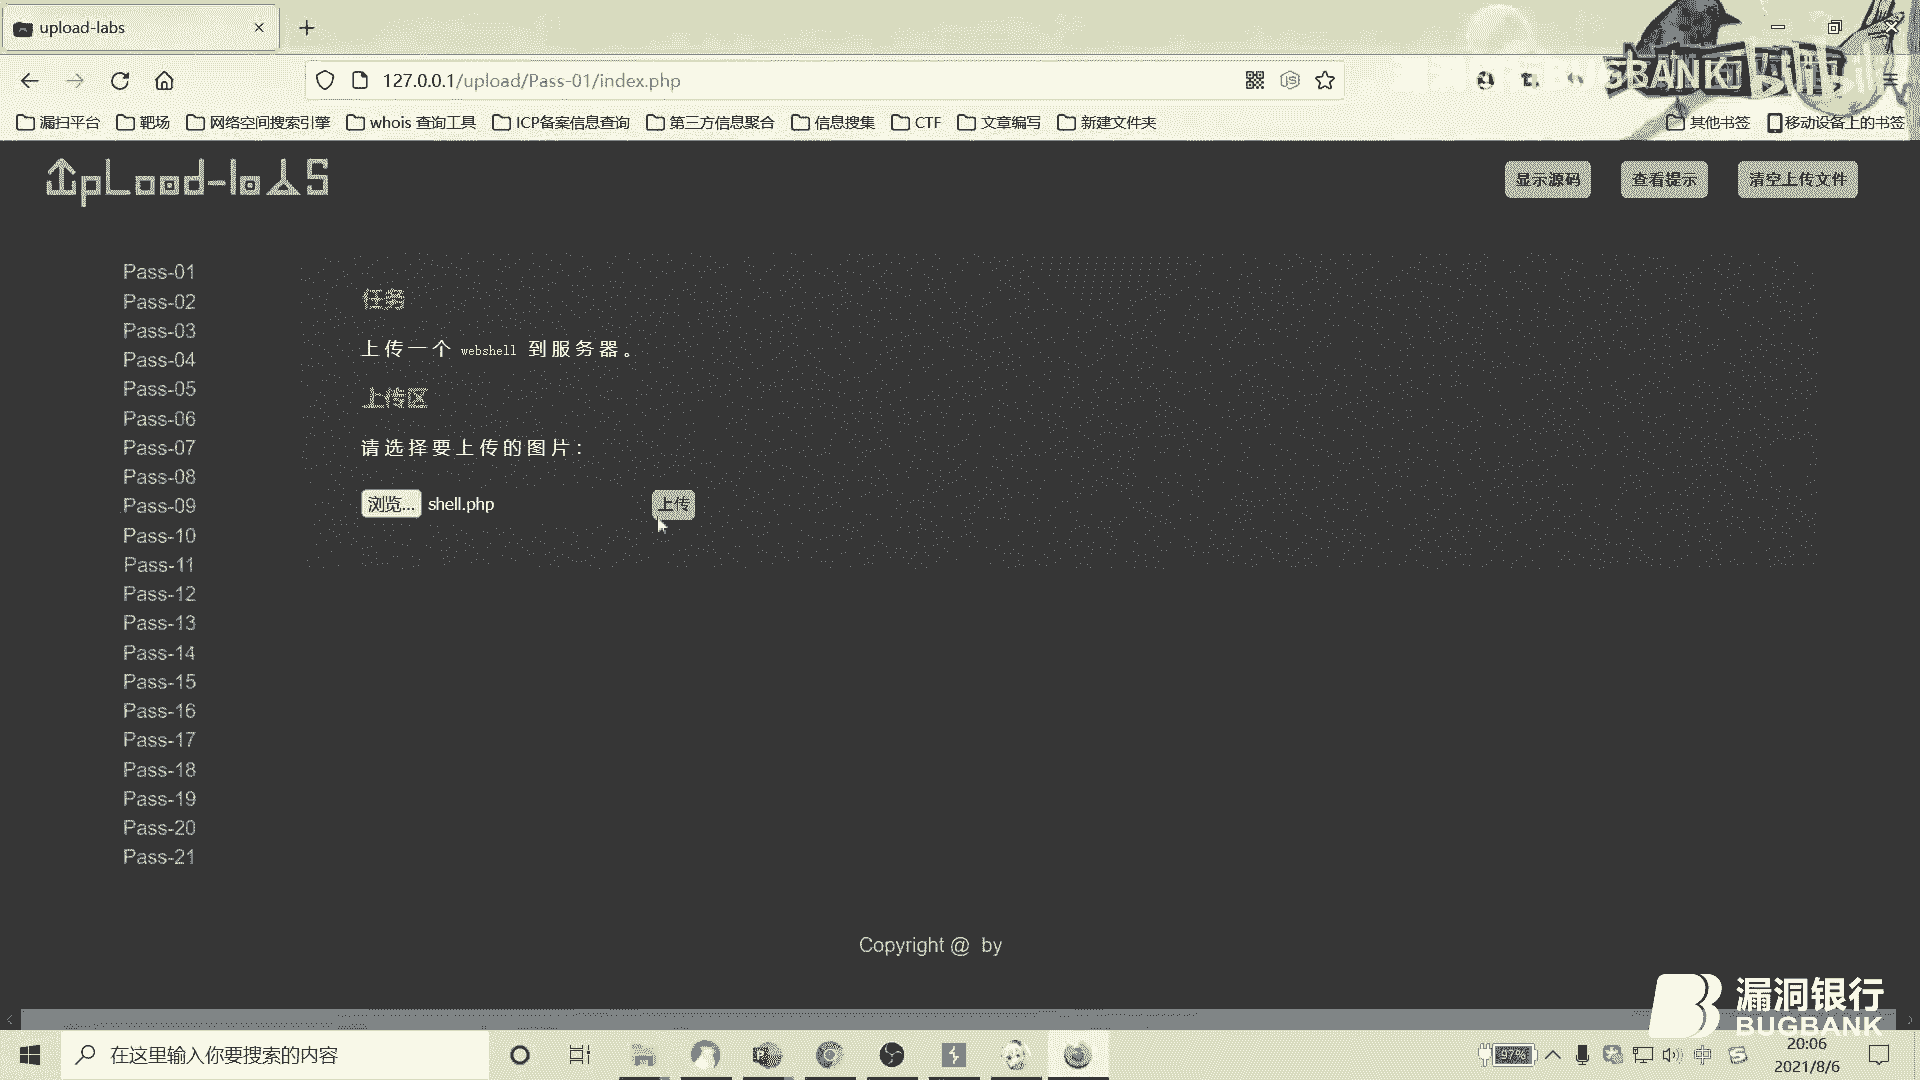 upload-labs
127.0.0.1/upload/Pass-01/index.php
BUGBANK bilibili
漏扫平台 靶场 网络空间搜索引擎 whois 查询工具 ICP备案信息查询 第三方信息聚合 信息搜集 CTF 文章编写 新建文件夹 其他书签 移动设备上的书签
UpLoad-labS
显示源码 查看提示 清空上传文件
Pass-01
Pass-02
Pass-03
Pass-04
Pass-05
Pass-06
Pass-07
Pass-08
Pass-09
Pass-10
Pass-11
Pass-12
Pass-13
Pass-14
Pass-15
Pass-16
Pass-17
Pass-18
Pass-19
Pass-20
Pass-21
任务
上传一个 webshell 到服务器。
上传区
请选择要上传的图片：
浏览... shell.php 上传
Copyright @ by
漏洞银行
BUGBANK
在这里输入你要搜索的内容
97%
中
20:06
2021/8/6